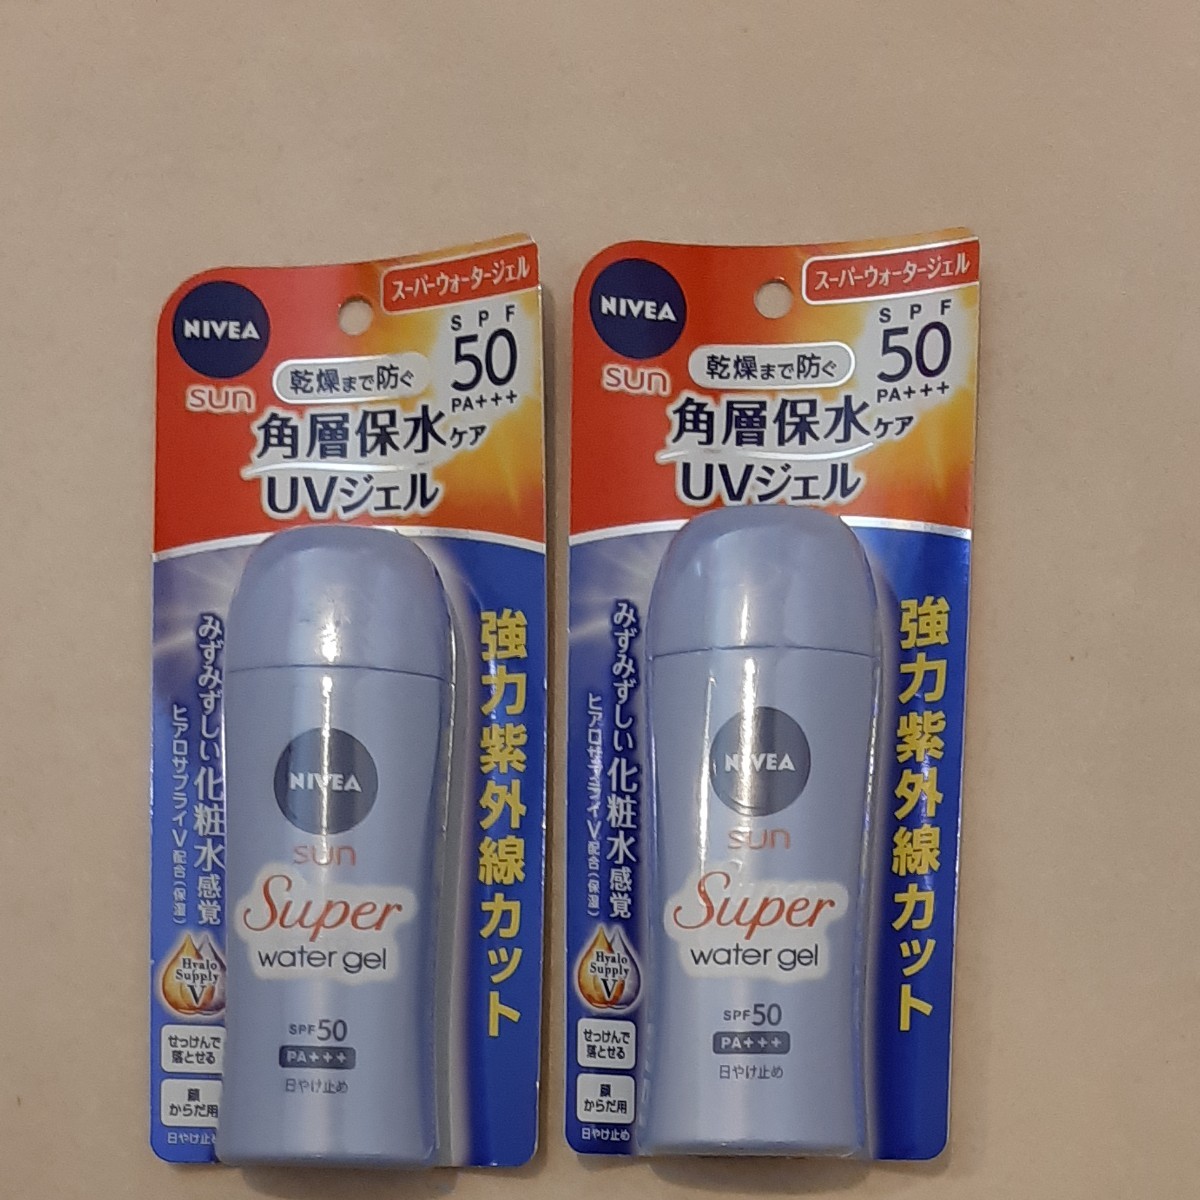 NIVEA
sun
スーパーウォータージェル
SPF
50
PA+++
乾燥まで防ぐ
角層保水ケア
UVジェル
強力紫外線カット
みずみずしい化粧水感覚
ヒアロサプライV配合(保湿)
Hyalo
Supply
V
せっけんで
落とせる
顔
からだ用
日やけ止め
NIVEA
sun
Super
water gel
SPF50
PA+++
日やけ止め
NIVEA
sun
スーパーウォータージェル
SPF
50
PA+++
乾燥まで防ぐ
角層保水ケア
UVジェル
強力紫外線カット
みずみずしい化粧水感覚
ヒアロサプライV配合(保湿)
Hyalo
Supply
V
せっけんで
落とせる
顔
からだ用
日やけ止め
NIVEA
sun
Super
water gel
SPF50
PA+++
日やけ止め